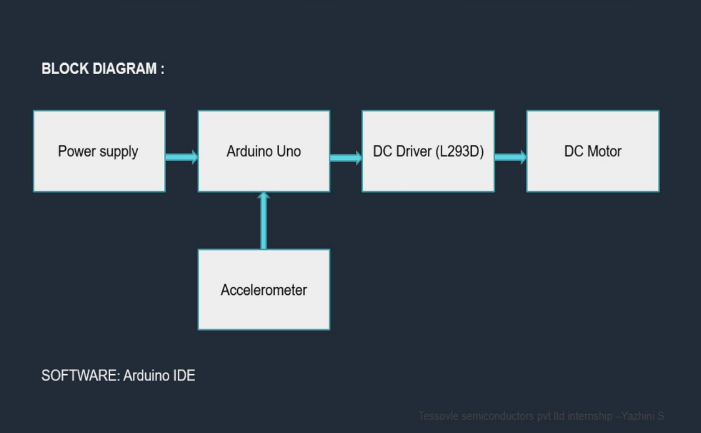 BLOCK DIAGRAM :
Power supply
Arduino Uno
DC Driver (L293D)
DC Motor
Accelerometer
SOFTWARE: Arduino IDE
Tessovie semiconductors pvt ltd internship –Yazhini S